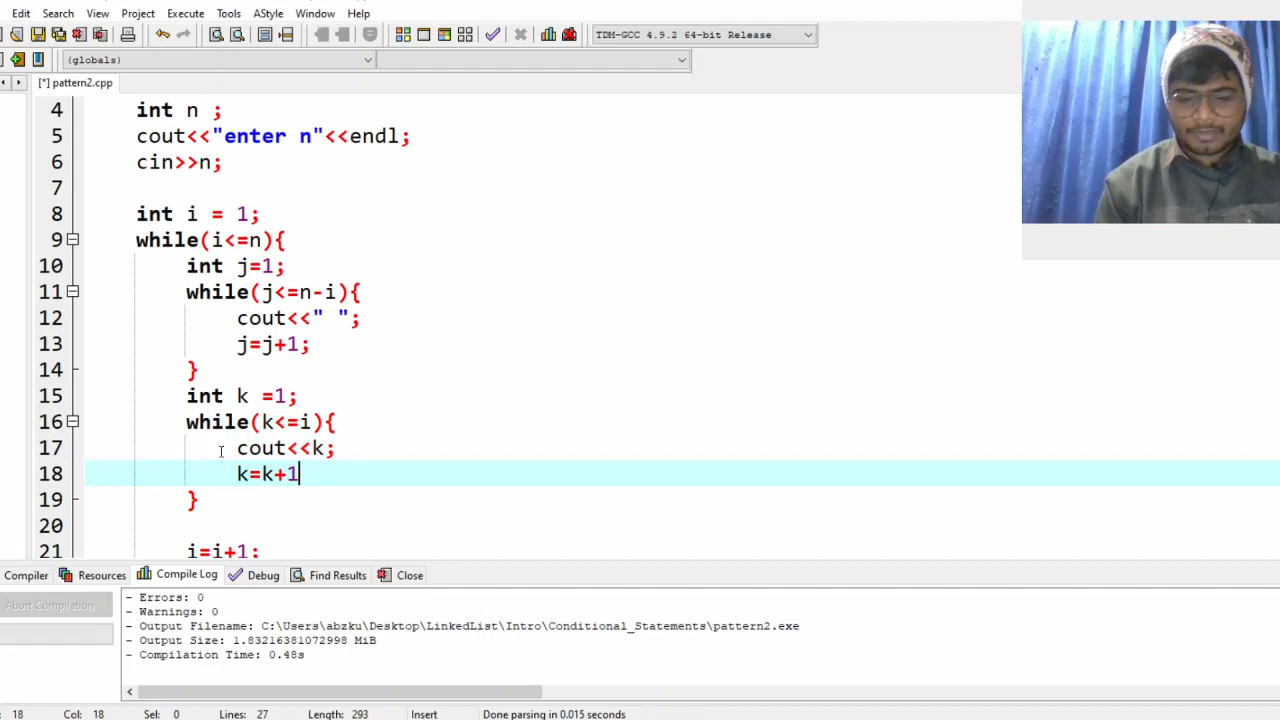 Edit Search View Project Execute Tools AStyle Window Help
TDM-GCC 4.9.2 64-bit Release
(globals)
[*] pattern2.cpp
4 int n ;
5 cout<<"enter n"<<endl;
6 cin>>n;
7
8 int i = 1;
9 while(i<=n){
10 int j=1;
11 while(j<=n-i){
12 cout<<" ";
13 j=j+1;
14 }
15 int k =1;
16 while(k<=i){
17 cout<<k;
18 k=k+1
19 }
20
21 i=i+1;
Compiler Resources Compile Log Debug Find Results Close
Abort Compilation
- Errors: 0
- Warnings: 0
- Output Filename: C:\Users\abzku\Desktop\LinkedList\Intro\Conditional_Statements\pattern2.exe
- Output Size: 1.83216381072998 MiB
- Compilation Time: 0.48s
18 Col: 18 Sel: 0 Lines: 27 Length: 293 Insert Done parsing in 0.015 seconds